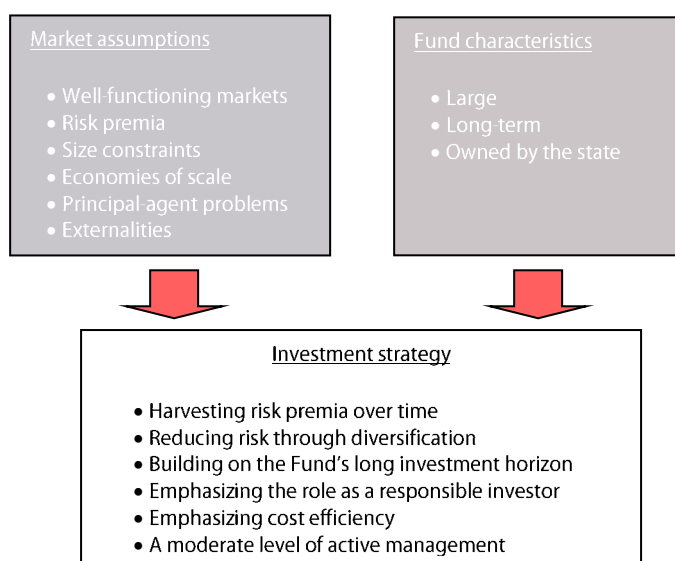 Market assumptions
• Well-functioning markets
• Risk premia
• Size constraints
• Economies of scale
• Principal-agent problems
• Externalities
Fund characteristics
• Large
• Long-term
• Owned by the state
Investment strategy
• Harvesting risk premia over time
• Reducing risk through diversification
• Building on the Fund's long investment horizon
• Emphasizing the role as a responsible investor
• Emphasizing cost efficiency
• A moderate level of active management